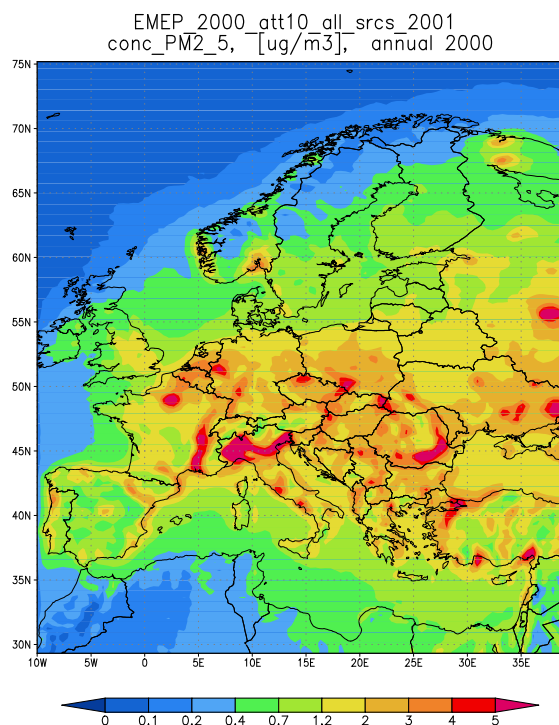 EMEP_2000_att10_all_srcs_2001
conc_PM2_5, [ug/m3], annual 2000
75N
70N
65N
60N
55N
50N
45N
40N
35N
30N
10W 5W 0 5E 10E 15E 20E 25E 30E 35E
0 0.1 0.2 0.4 0.7 1.2 2 3 4 5